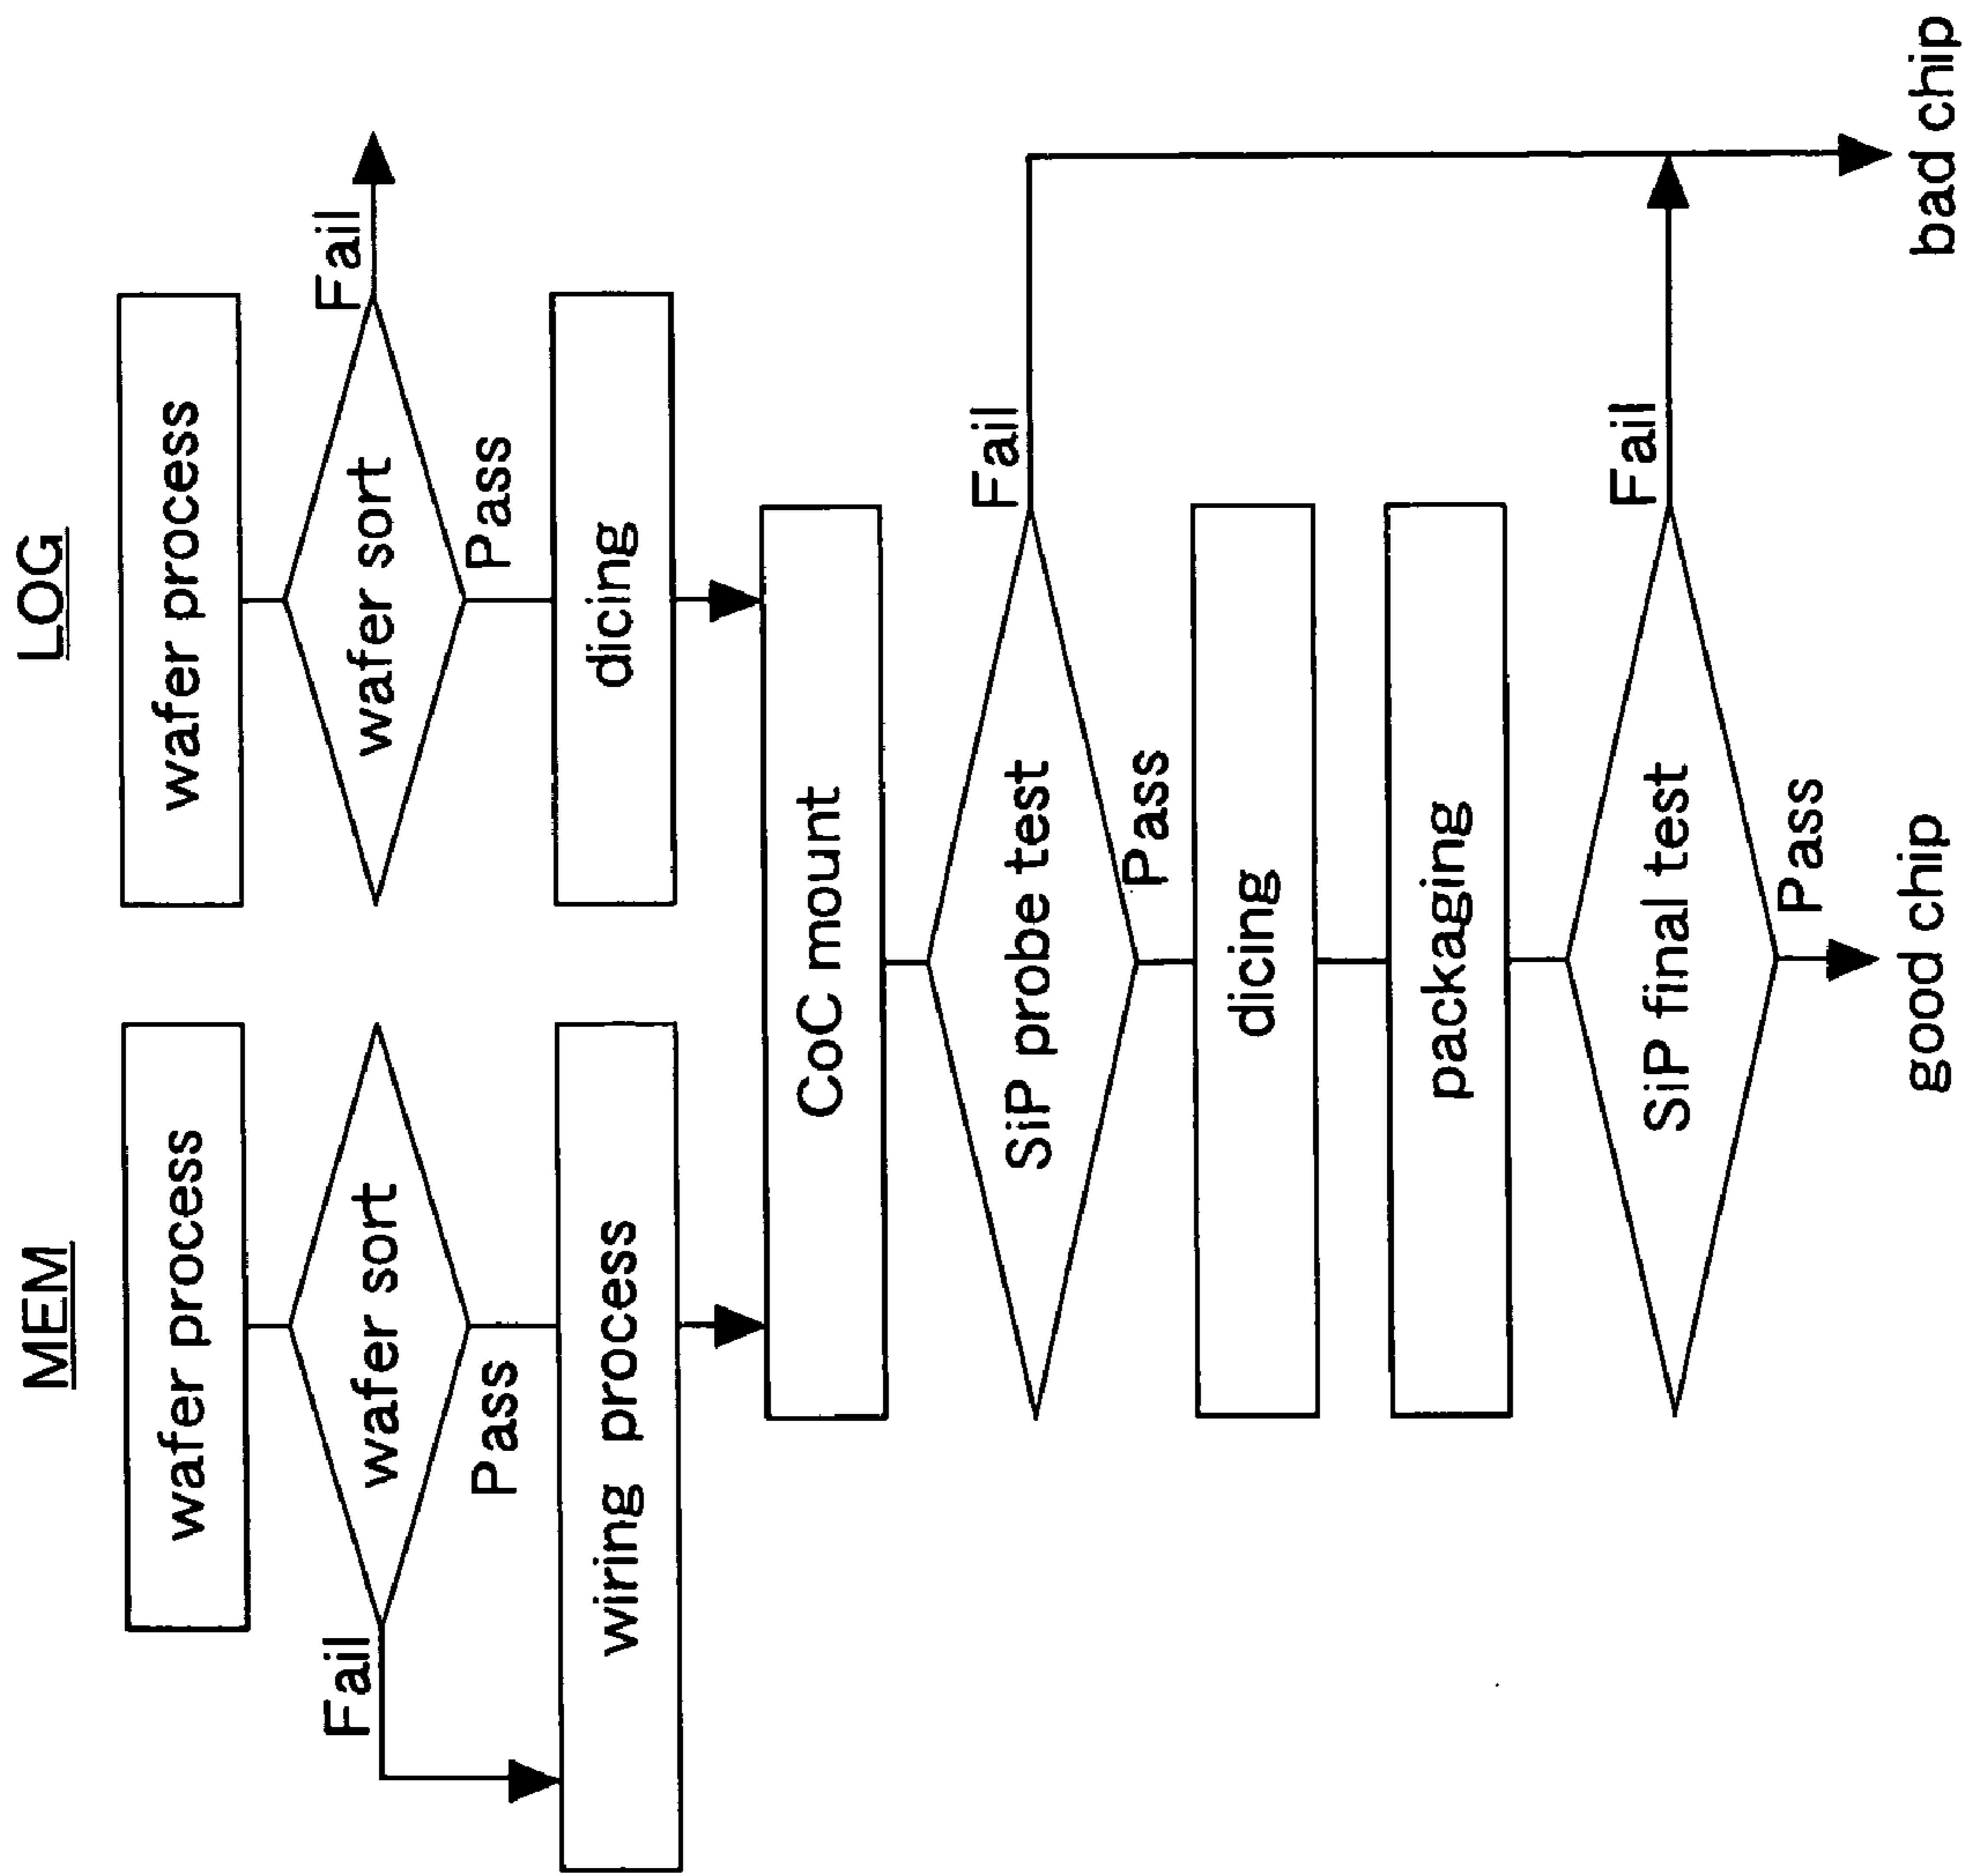 MEM
LOG
wafer process
wafer process
wafer sort
wafer sort
Fail
Fail
Pass
Pass
wiring process
dicing
CoC mount
SiP probe test
Fail
Pass
dicing
packaging
SiP final test
Fail
Pass
good chip
bad chip